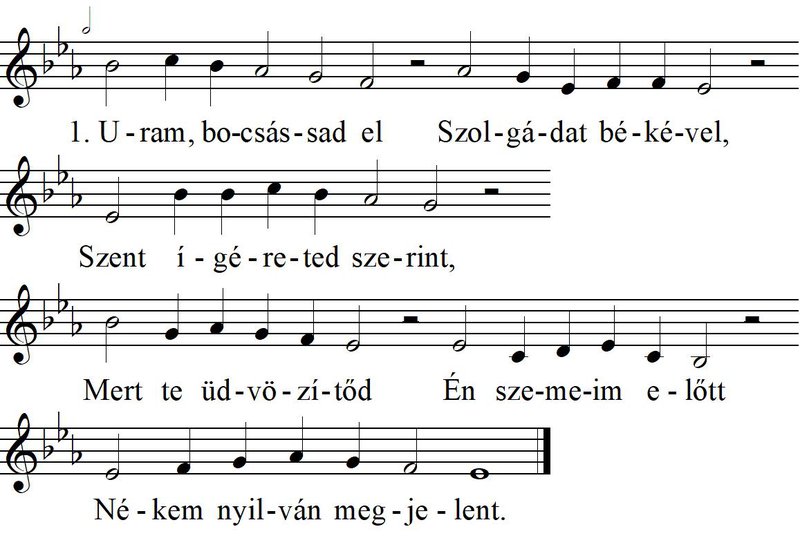 1. U - ram, bo-csás-sad el Szol-gá-dat bé-ké-vel,
Szent í - gé - re - ted sze-rint,
Mert te üd-vö-zí-tőd Én sze-me-im e - lőtt
Né - kem nyil-ván meg-je - lent.